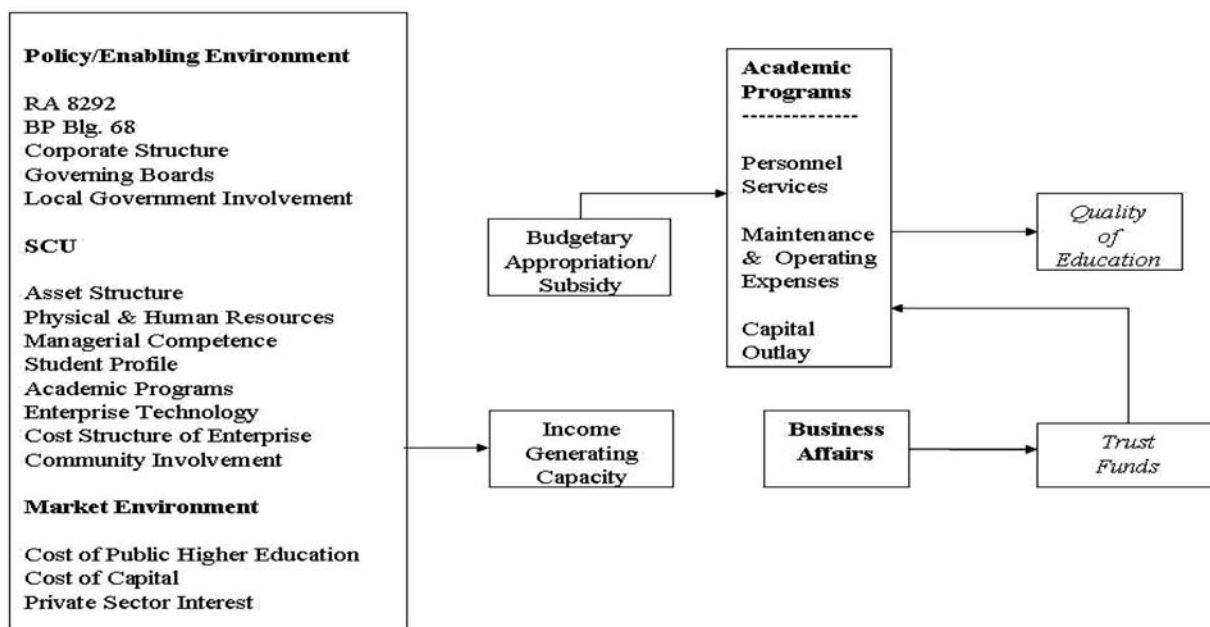 Policy/Enabling Environment
RA 8292
BP Blg. 68
Corporate Structure
Governing Boards
Local Government Involvement
SCU
Asset Structure
Physical & Human Resources
Managerial Competence
Student Profile
Academic Programs
Enterprise Technology
Cost Structure of Enterprise
Community Involvement
Market Environment
Cost of Public Higher Education
Cost of Capital
Private Sector Interest
Budgetary
Appropriation/
Subsidy
Income
Generating
Capacity
Academic
Programs
--------------
Personnel
Services
Maintenance
& Operating
Expenses
Capital
Outlay
Business
Affairs
Quality
of
Education
Trust
Funds